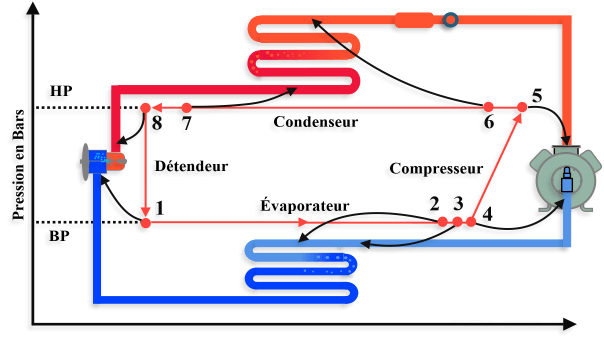 HP
5
8
7
6
Condenseur
Détendeur
Compresseur
Pression en Bars
Évaporateur
1
2
3
4
BP